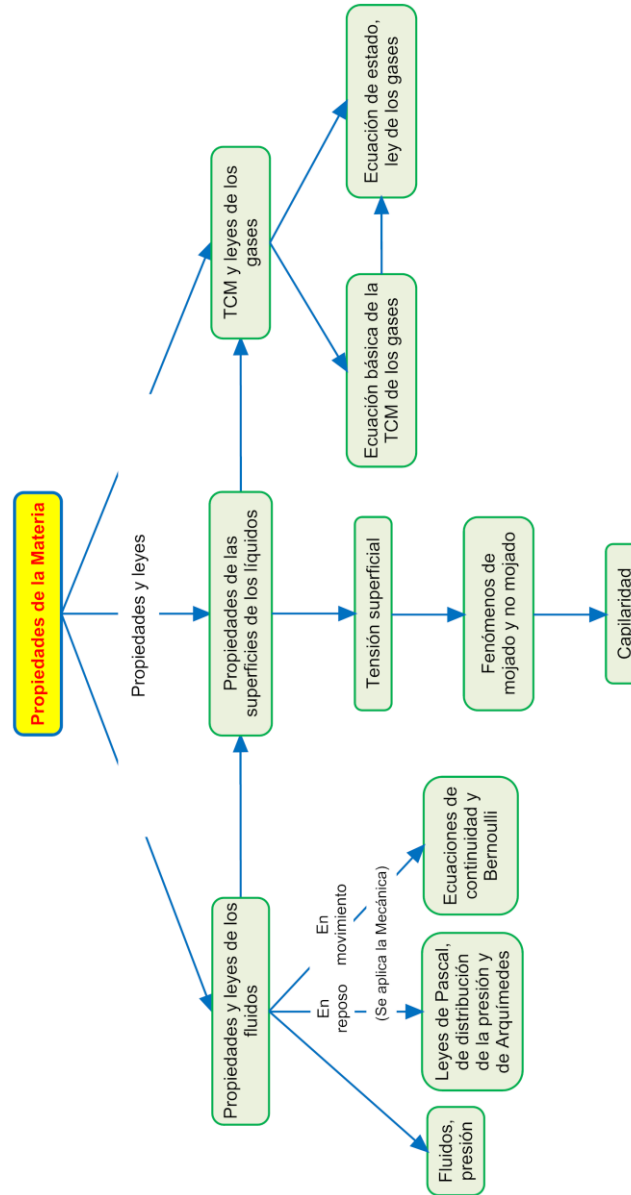 Propiedades de la Materia
Propiedades y leyes
Propiedades y leyes de los
fluidos
Propiedades de las
superficies de los líquidos
TCM y leyes de los
gases
En
reposo
En
movimiento
(Se aplica la Mecánica)
Fluidos,
presión
Leyes de Pascal,
de distribución
de la presión y
de Arquímedes
Ecuaciones de
continuidad y
Bernoulli
Tensión superficial
Fenómenos de
mojado y no mojado
Capilaridad
Ecuación básica de la
TCM de los gases
Ecuación de estado,
ley de los gases